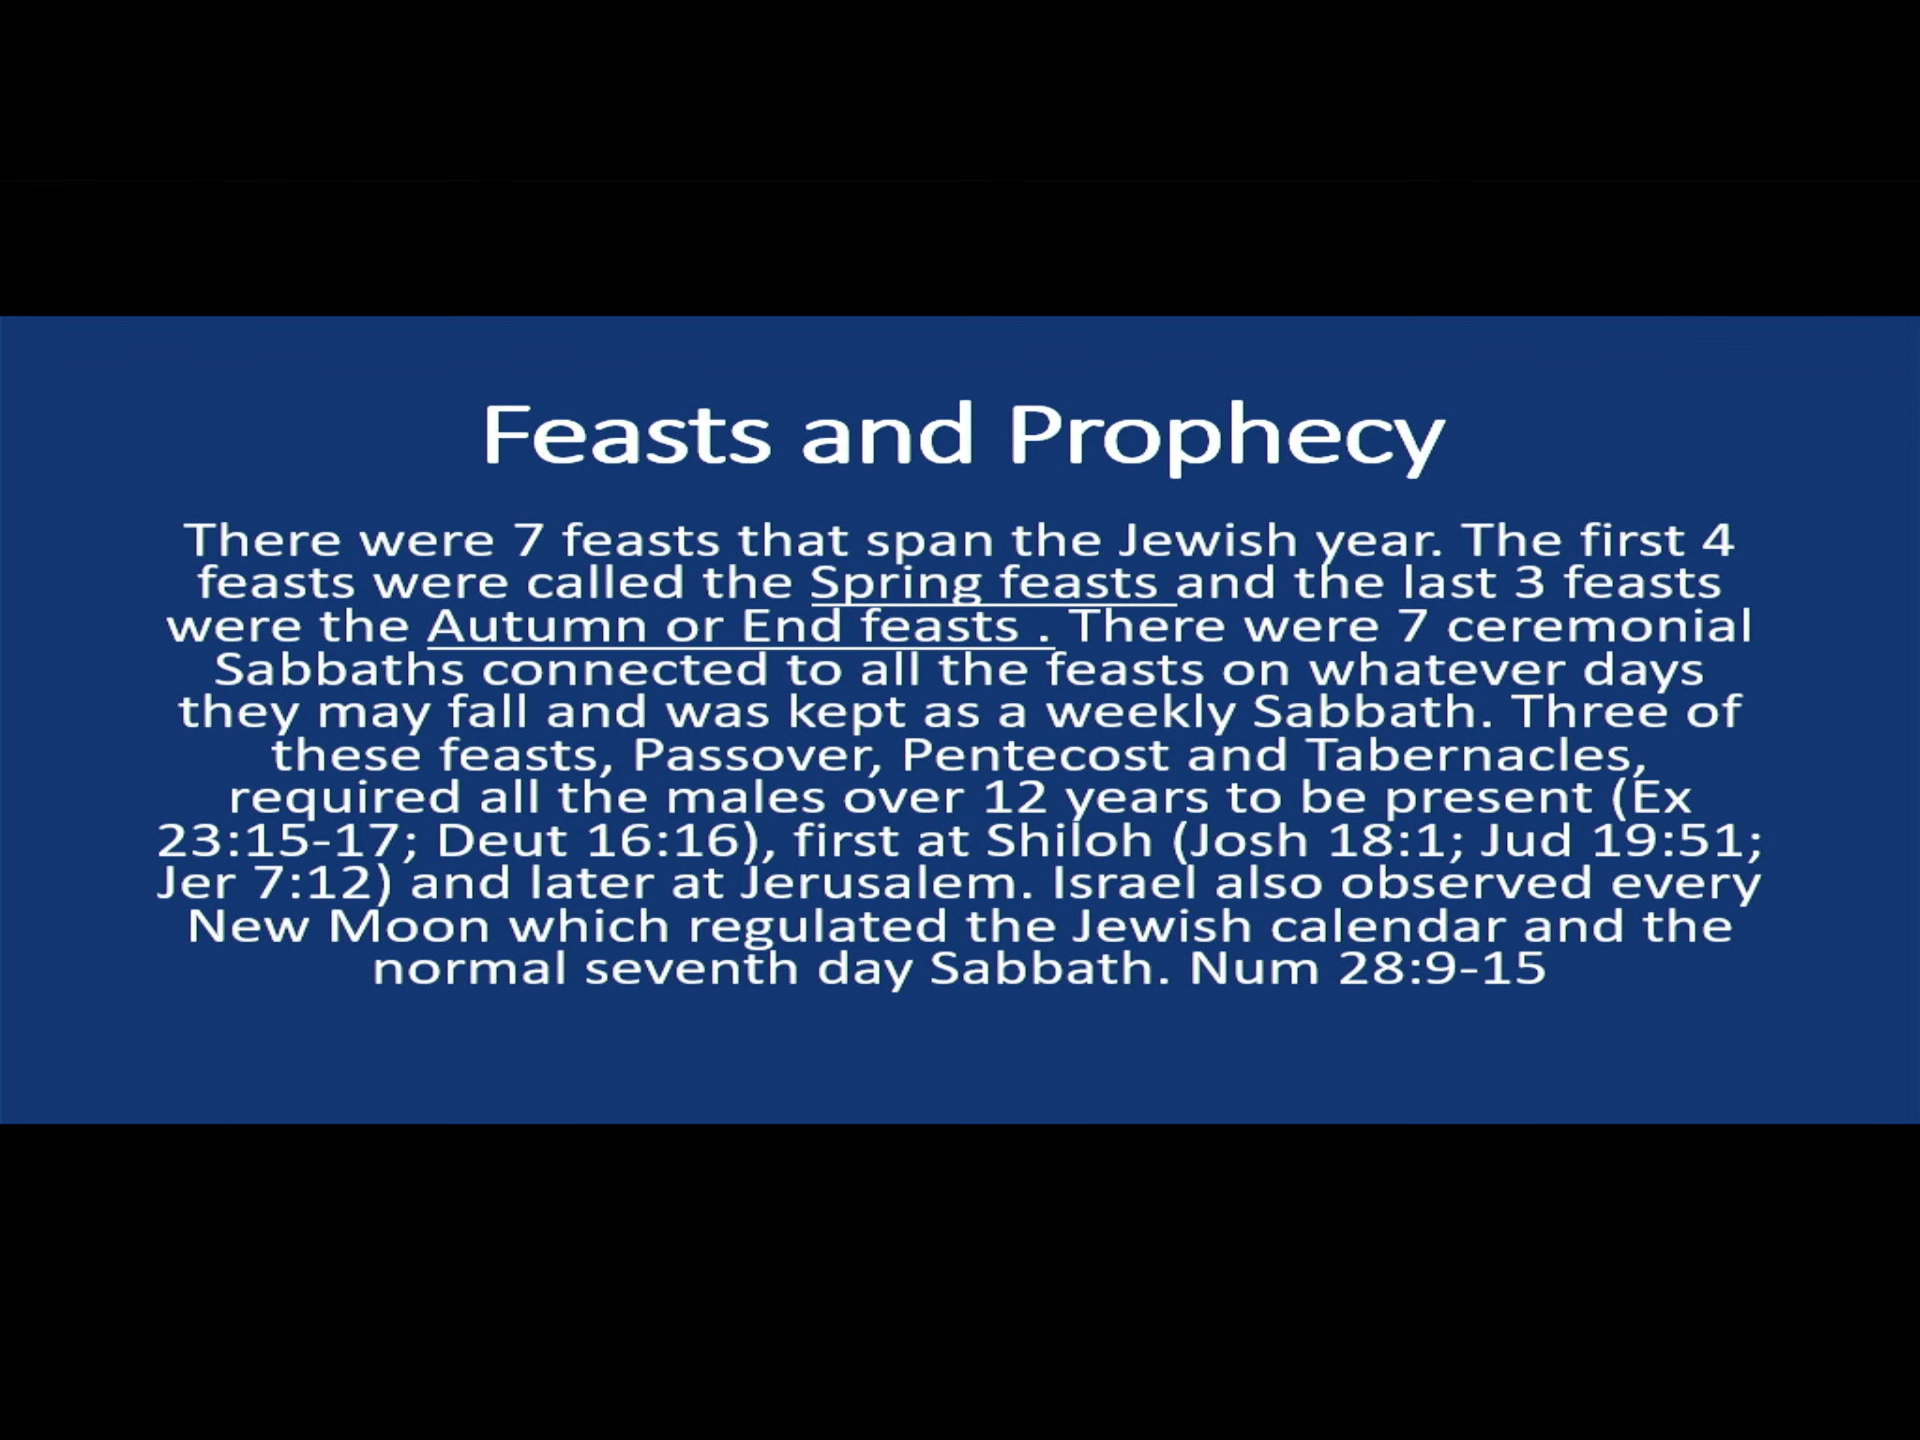 Feasts and Prophecy
There were 7 feasts that span the Jewish year. The first 4
feasts were called the Spring feasts and the last 3 feasts
were the Autumn or End feasts . There were 7 ceremonial
Sabbaths connected to all the feasts on whatever days
they may fall and was kept as a weekly Sabbath. Three of
these feasts, Passover, Pentecost and Tabernacles,
required all the males over 12 years to be present (Ex
23:15-17; Deut 16:16), first at Shiloh (Josh 18:1; Jud 19:51;
Jer 7:12) and later at Jerusalem. Israel also observed every
New Moon which regulated the Jewish calendar and the
normal seventh day Sabbath. Num 28:9-15